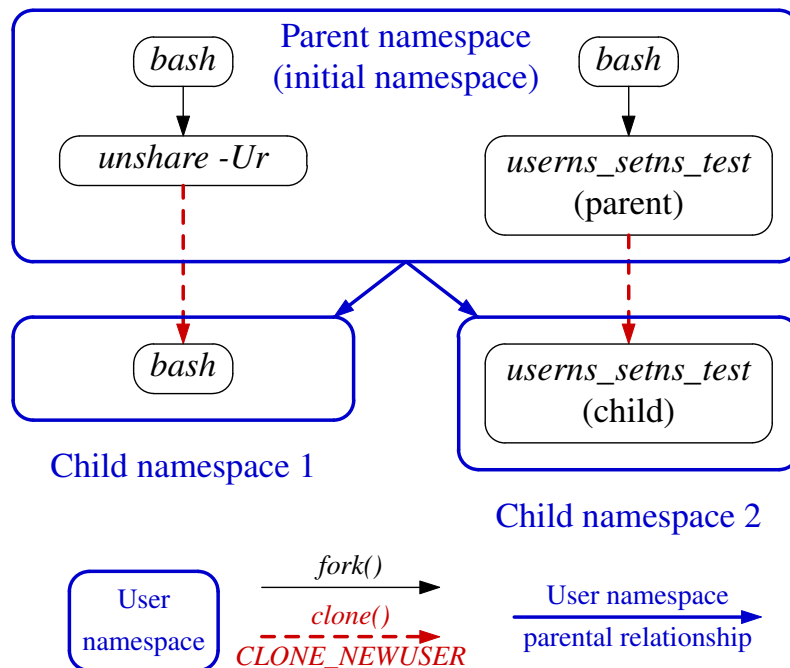 Parent namespace
(initial namespace)
bash
bash
unshare -Ur
userns_setns_test
(parent)
bash
userns_setns_test
(child)
Child namespace 1
Child namespace 2
User
namespace
fork()
clone()
CLONE_NEWUSER
User namespace
parental relationship